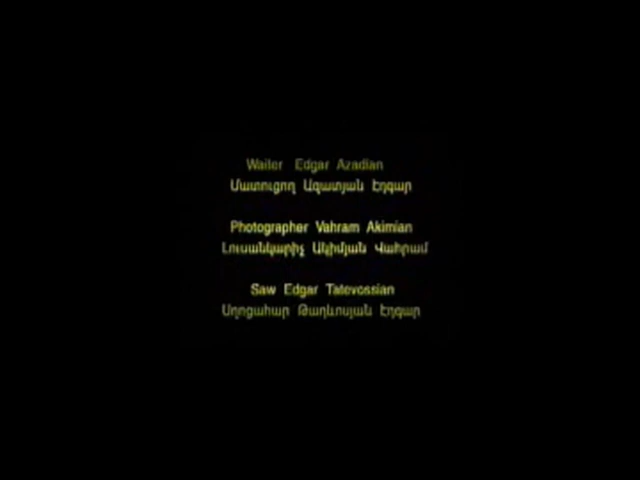 Waiter Edgar Azadian
Մատուցող Ազատյան Էդգար
Photographer Vahram Akimian
Լուսանկարիչ Ակիմյան Վահրամ
Saw Edgar Tatevossian
Սղոցահար Թադևոսյան Էդգար